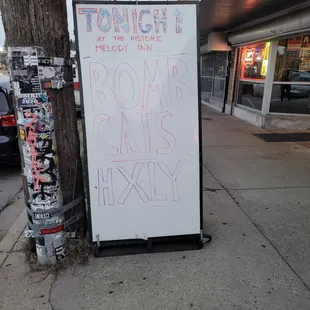 TONIGHT
AT THE HISTORIC
MELODY INN
BOMB
CATS
HXLY